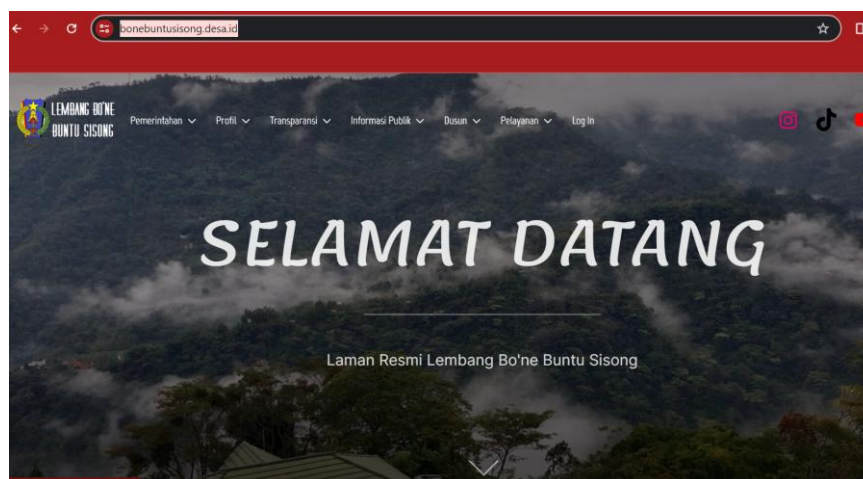 bonebuntusisong.desa.id
LEMBANG BO'NE
BUNTU SISONG
Pemerintahan
Profil
Transparansi
Informasi Publik
Dusun
Pelayanan
Log In
SELAMAT DATANG
Laman Resmi Lembang Bo'ne Buntu Sisong